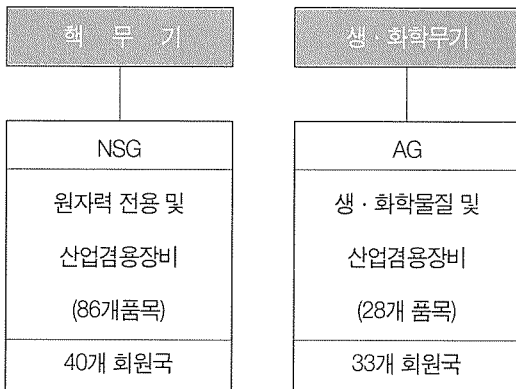 핵 무 기
NSG
원자력 전용 및
산업겸용장비
(86개품목)
40개 회원국
생 · 화학무기
AG
생 · 화학물질 및
산업겸용장비
(28개 품목)
33개 회원국